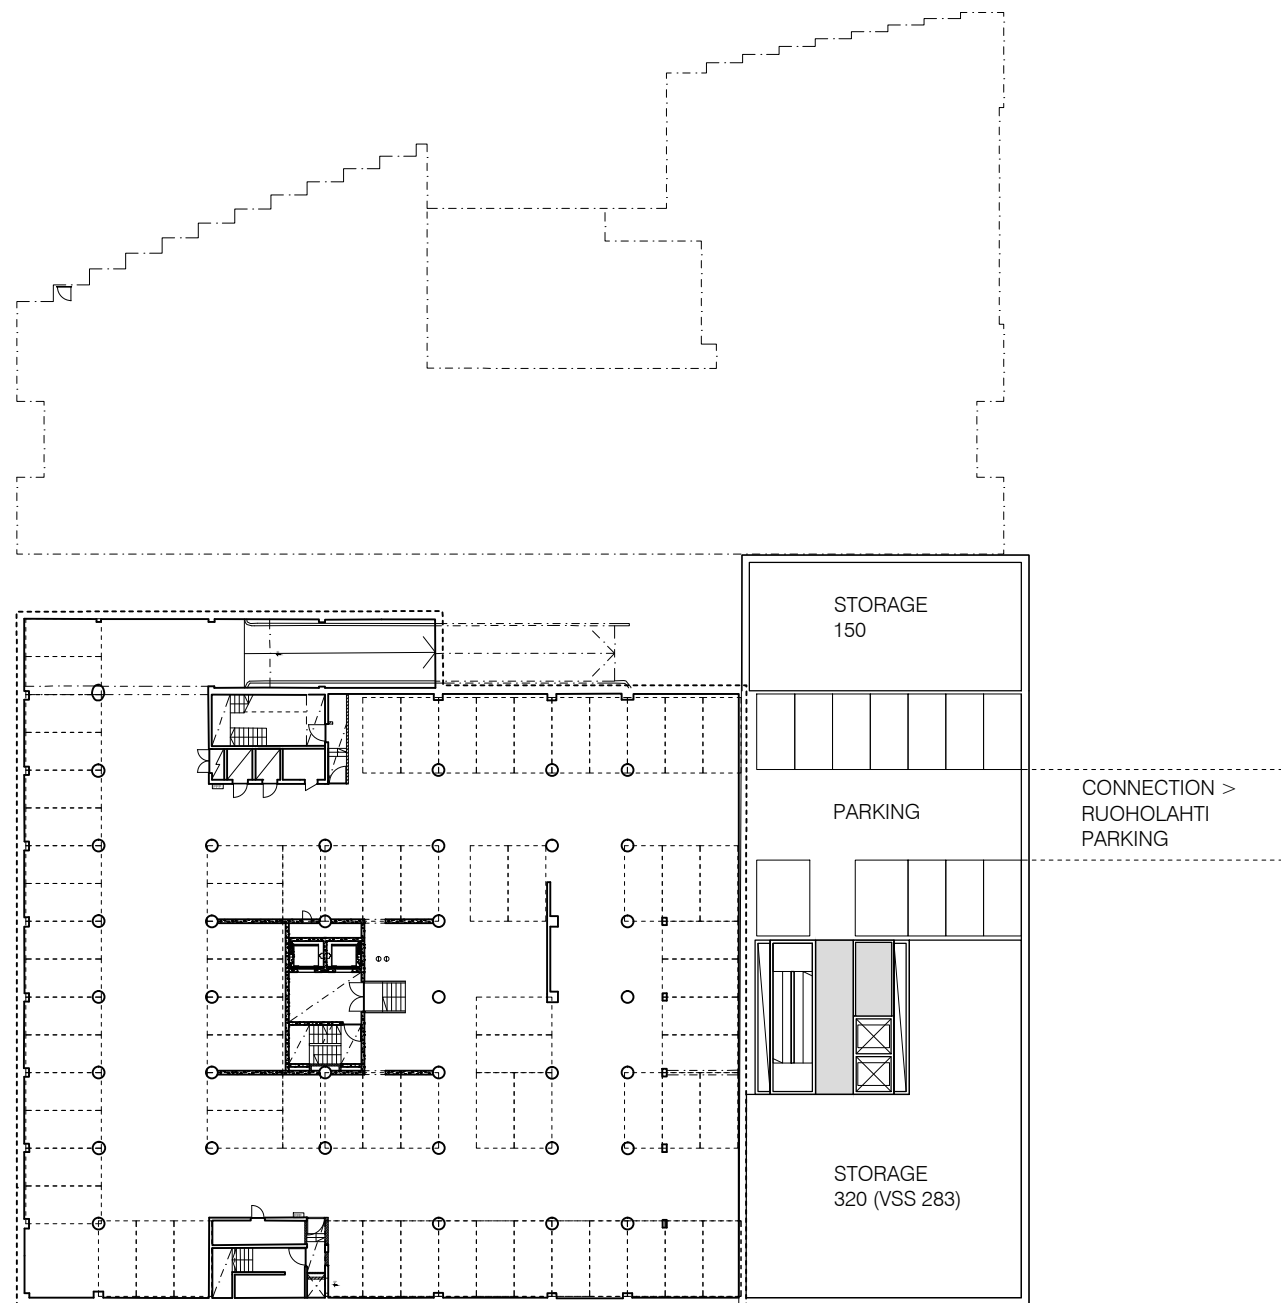 STORAGE
150
PARKING
CONNECTION >
RUOHOLAHTI
PARKING
STORAGE
320 (VSS 283)